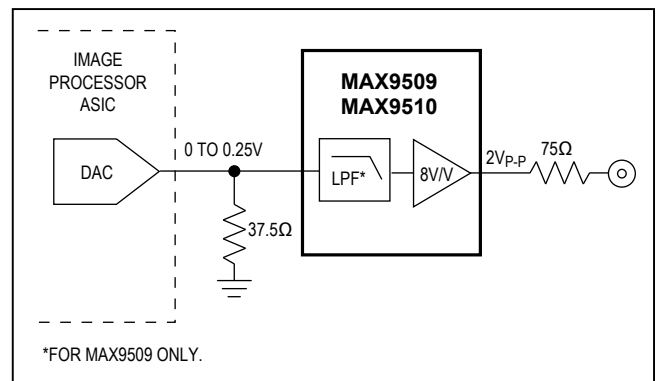 IMAGE
PROCESSOR
ASIC
DAC
0 TO 0.25V
37.5Ω
MAX9509
MAX9510
LPF*
8V/V
2VP-P
75Ω
*FOR MAX9509 ONLY.